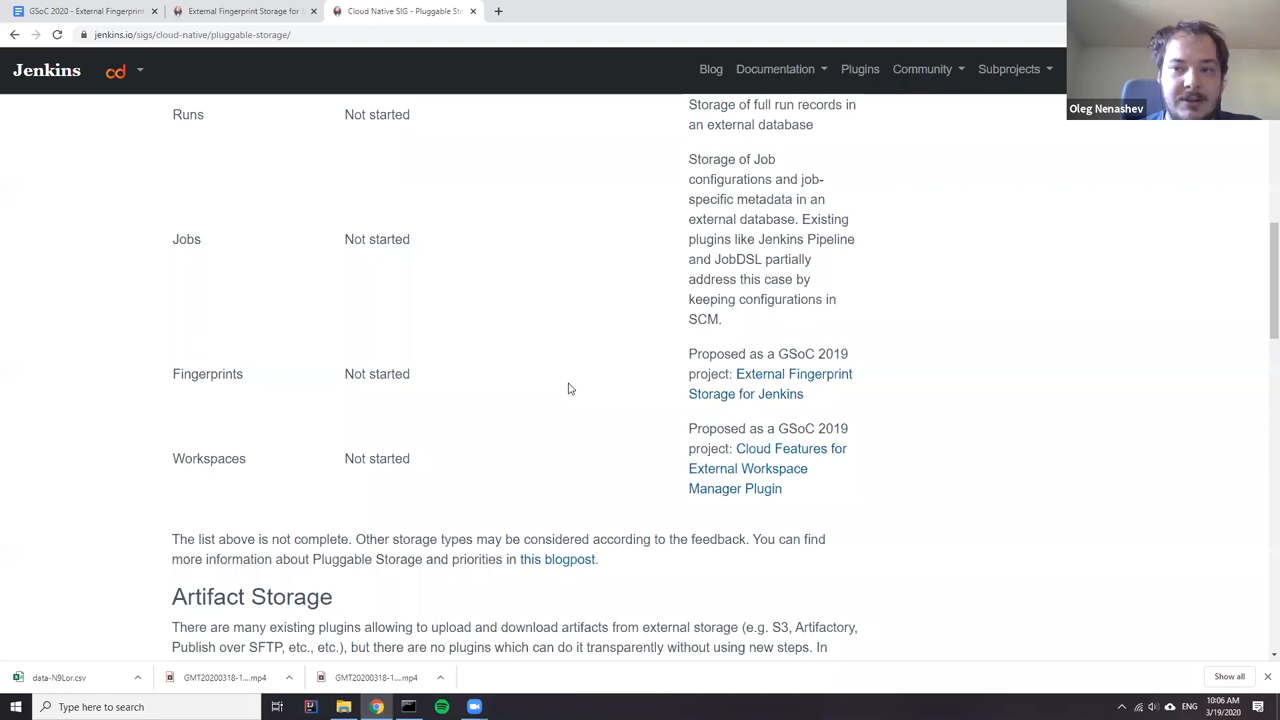 GSoC 2020 - External Fingerprint
External Fingerprint Storage for
Cloud Native SIG - Pluggable St
jenkins.io/sigs/cloud-native/pluggable-storage/
Jenkins
cd
Blog
Documentation
Plugins
Community
Subprojects
Oleg Nenashev
Runs
Not started
Storage of full run records in
an external database
Jobs
Not started
Storage of Job
configurations and job-
specific metadata in an
external database. Existing
plugins like Jenkins Pipeline
and JobDSL partially
address this case by
keeping configurations in
SCM.
Fingerprints
Not started
Proposed as a GSoC 2019
project: External Fingerprint
Storage for Jenkins
Workspaces
Not started
Proposed as a GSoC 2019
project: Cloud Features for
External Workspace
Manager Plugin
The list above is not complete. Other storage types may be considered according to the feedback. You can find
more information about Pluggable Storage and priorities in this blogpost.
Artifact Storage
There are many existing plugins allowing to upload and download artifacts from external storage (e.g. S3, Artifactory,
Publish over SFTP, etc., etc.), but there are no plugins which can do it transparently without using new steps. In
data-N9Lor.csv
GMT20200318-1....mp4
GMT20200318-1....mp4
Show all
Type here to search
ENG
10:06 AM
3/19/2020